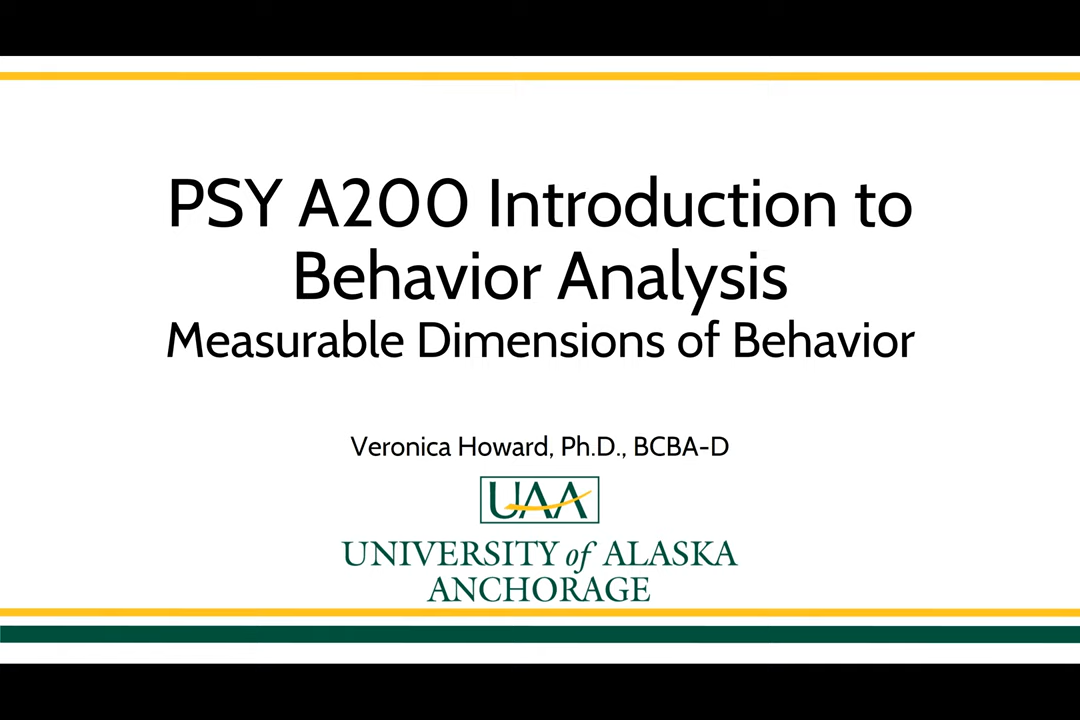 PSY A200 Introduction to
Behavior Analysis
Measurable Dimensions of Behavior
Veronica Howard, Ph.D., BCBA-D
UAA
UNIVERSITY of ALASKA
ANCHORAGE